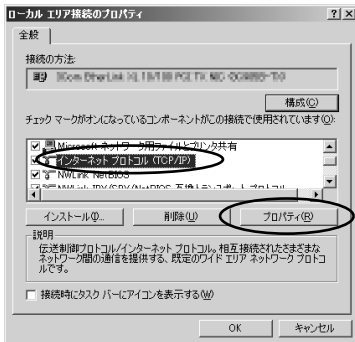 ローカル エリア接続のプロパティ
全般
接続の方法:
構成(C)
チェック マークがオンになっているコンポーネントがこの接続で使用されています(O):
Microsoft ネットワーク用ファイルとプリンタ共有
インターネット プロトコル (TCP/IP)
NWLink NetBIOS
インストール(I)...
削除(U)
プロパティ(R)
説明
伝送制御プロトコル/インターネット プロトコル。相互接続されたさまざまな
ネットワーク間の通信を提供する、既定のワイド エリア ネットワーク プロトコ
ルです。
接続時にタスク バーにアイコンを表示する(W)
OK
キャンセル